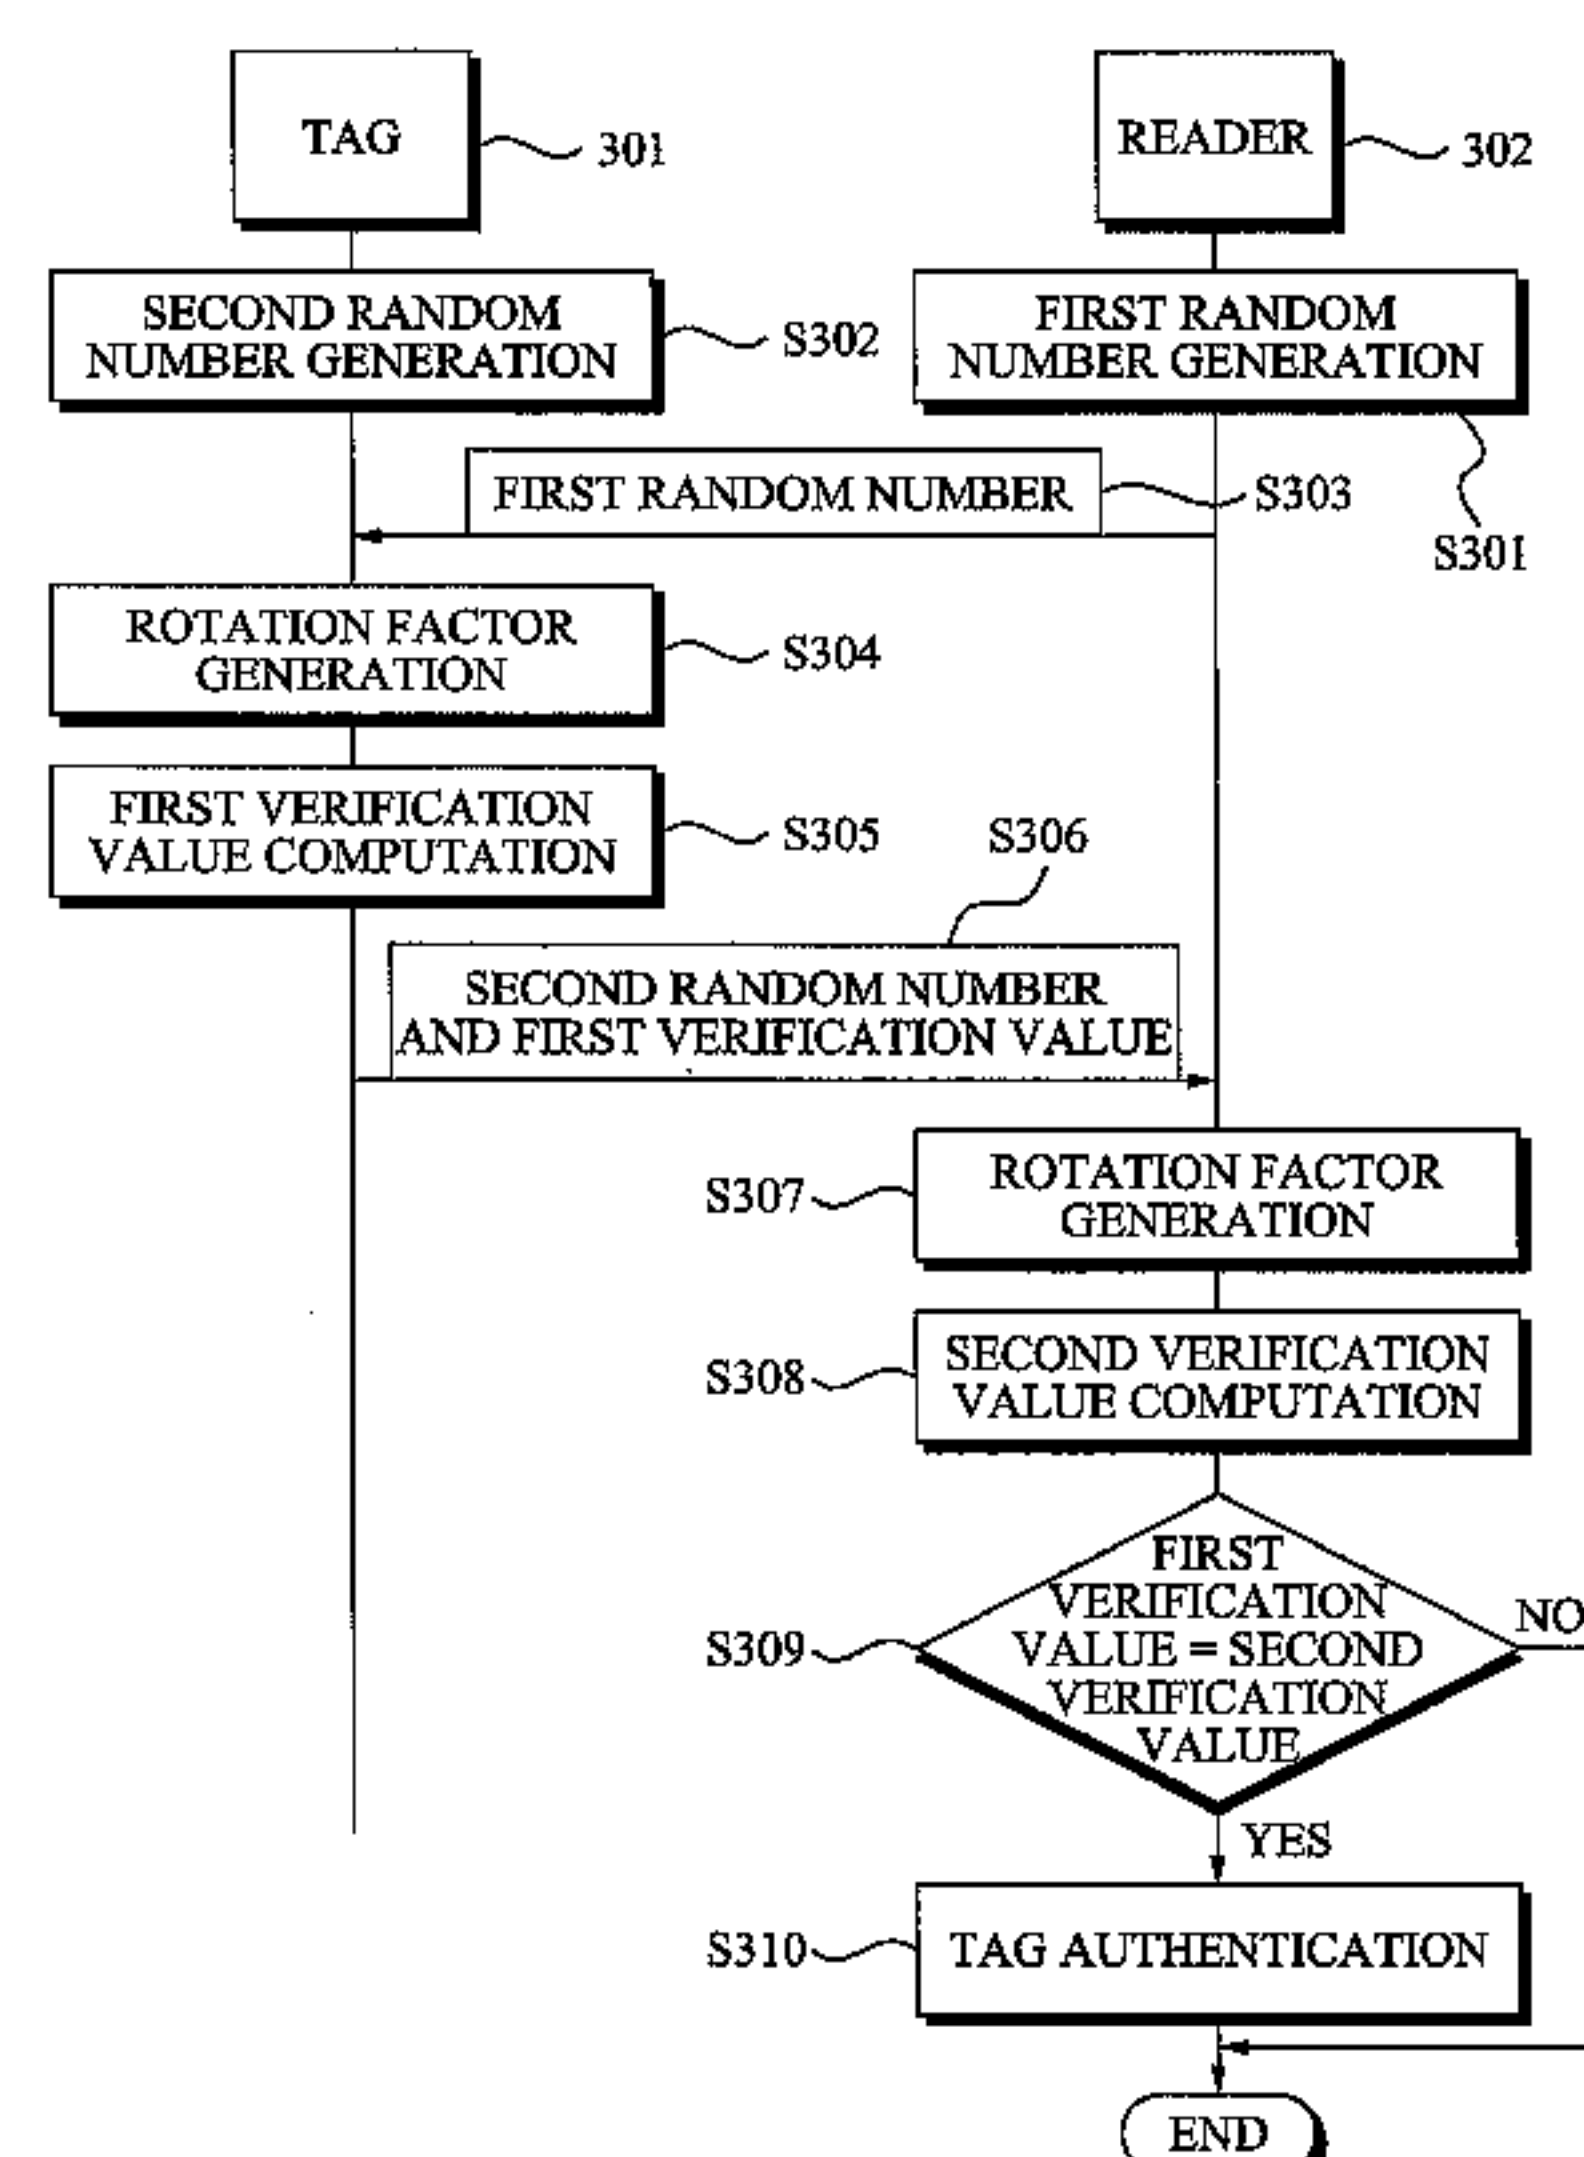 TAG
301
READER
302
SECOND RANDOM
NUMBER GENERATION
S302
FIRST RANDOM
NUMBER GENERATION
S301
FIRST RANDOM NUMBER
S303
ROTATION FACTOR
GENERATION
S304
FIRST VERIFICATION
VALUE COMPUTATION
S305
S306
SECOND RANDOM NUMBER
AND FIRST VERIFICATION VALUE
S307
ROTATION FACTOR
GENERATION
S308
SECOND VERIFICATION
VALUE COMPUTATION
S309
FIRST
VERIFICATION
VALUE = SECOND
VERIFICATION
VALUE
NO
YES
S310
TAG AUTHENTICATION
END